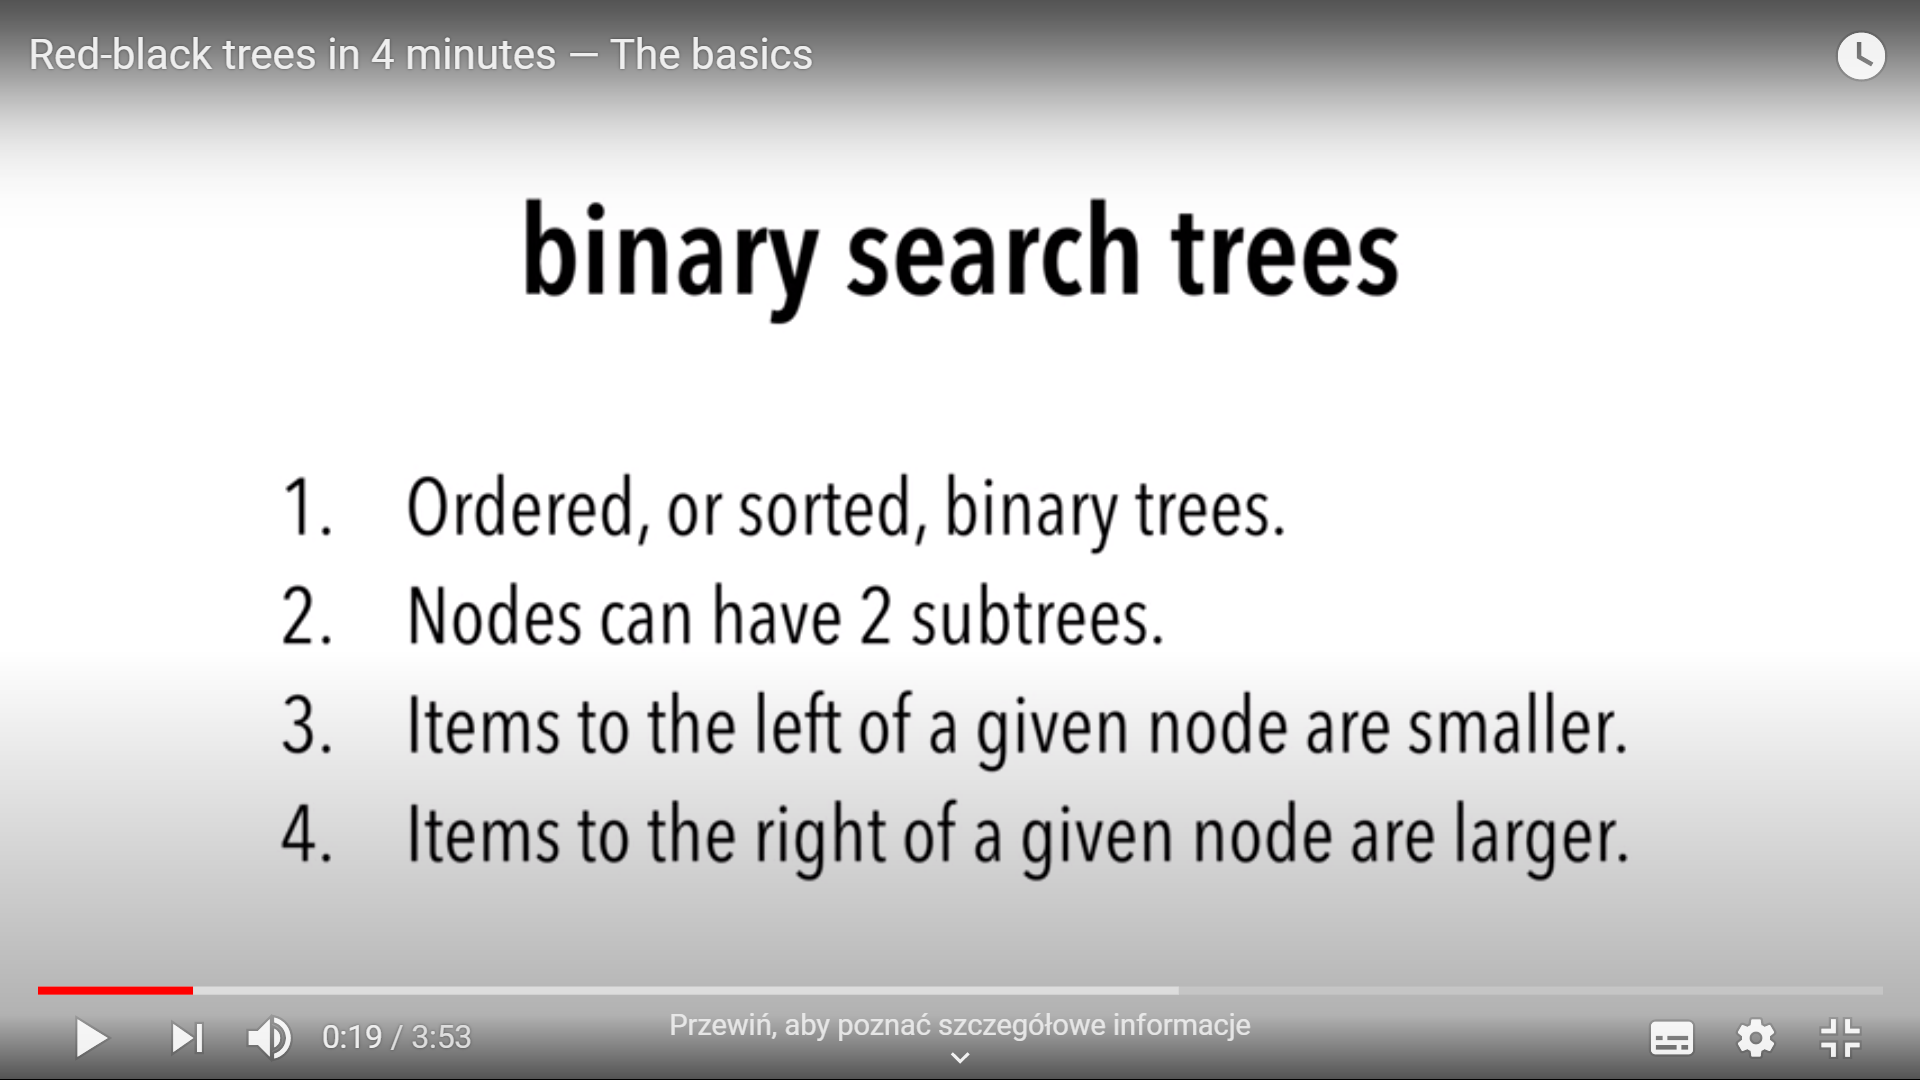 Red-black trees in 4 minutes — The basics
binary search trees
1. Ordered, or sorted, binary trees.
2. Nodes can have 2 subtrees.
3. Items to the left of a given node are smaller.
4. Items to the right of a given node are larger.
0:19 / 3:53
Przewiń, aby poznać szczegółowe informacje